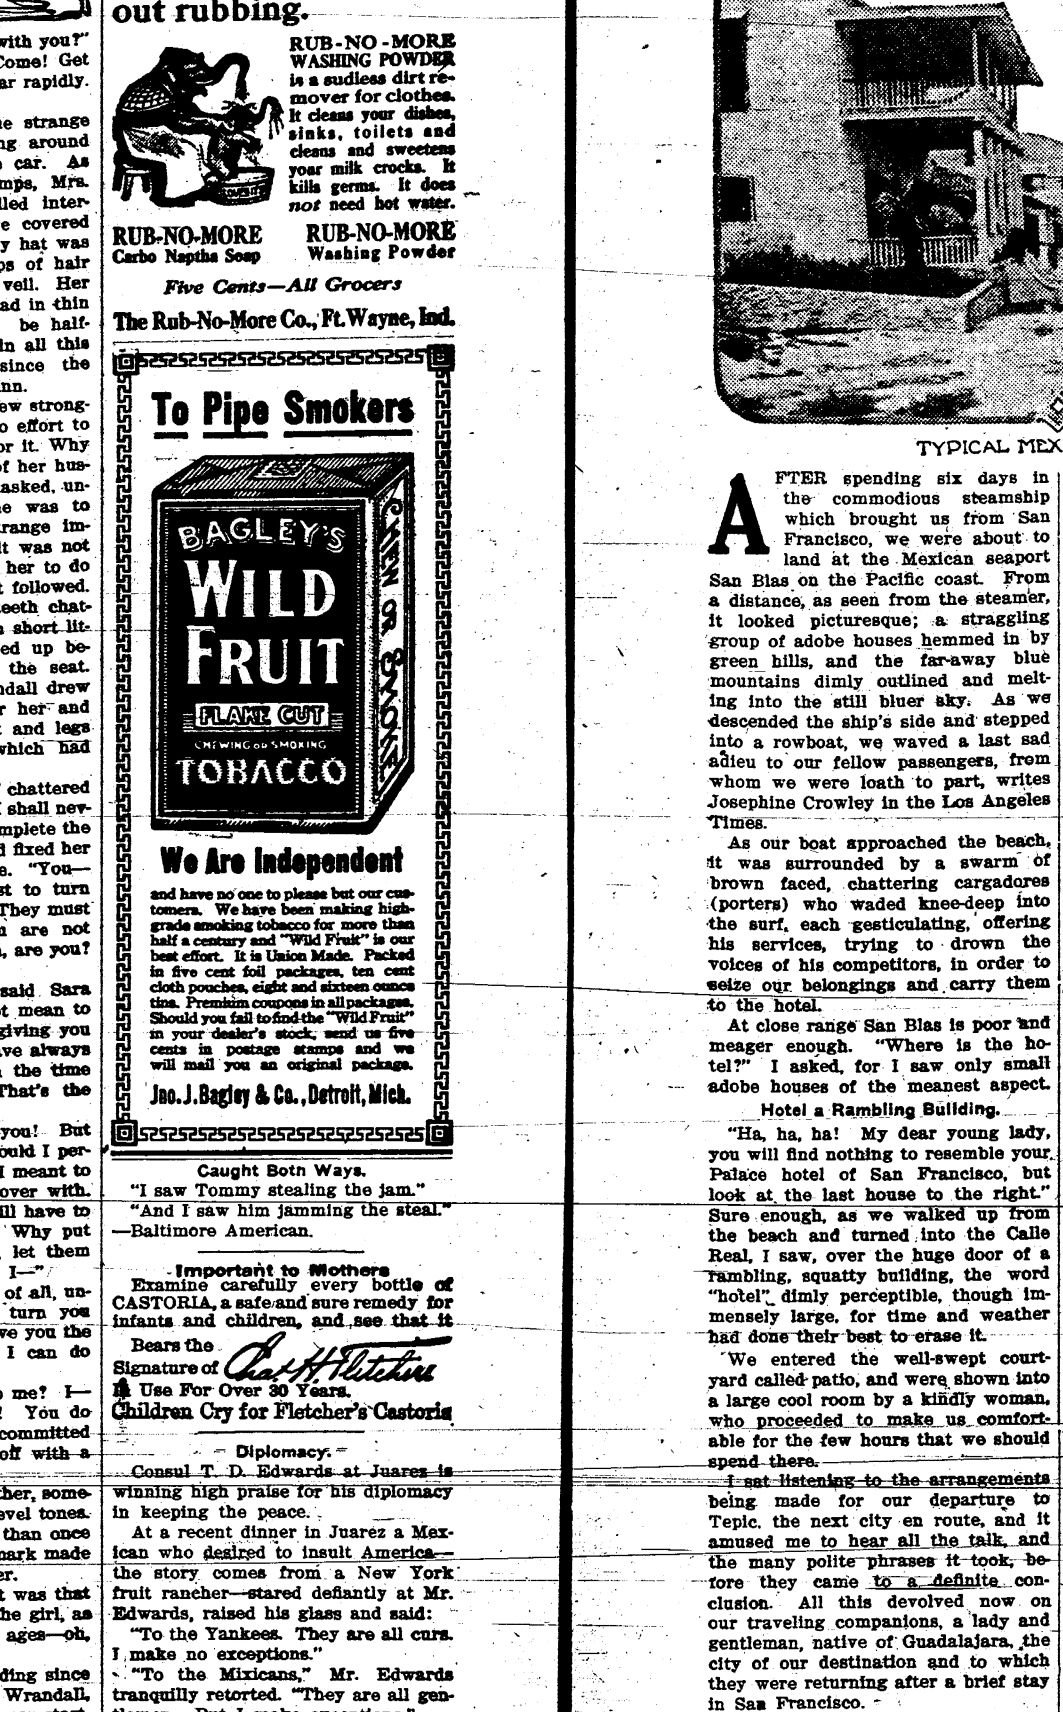 with you?"
Come! Get
ar rapidly.
e strange
ng around
car. As
mps, Mrs.
lled inter-
e covered
y hat was
ps of hair
veil. Her
ad in thin
be half-
in all this
since the
nn.
ew strong-
o effort to
or it. Why
of her hus-
asked, un-
e was to
range im-
It was not
her to do
t followed.
teeth chat-
short lit-
ed up be-
the seat.
ndall drew
r her and
t and legs
which had
chattered
I shall nev-
mplete the
d fixed her
e. "You—
st to turn
They must
u are not
, are you?
said Sara
ot mean to
giving you
ave always
the time
That's the
you! But
ould I per-
I meant to
over with.
ill have to
Why put
let them
I—"
of all, un-
turn you
ve you the
I can do
o me? I—
! You do
committed
off with a
her, some-
evel tones.
than once
mark made
er.
t was that
he girl, as
ages—oh,
ding since
Wrandall,
out rubbing.
RUB-NO-MORE
WASHING POWDER
is a sudless dirt re-
mover for clothes.
It cleans your dishes,
sinks, toilets and
cleans and sweetens
your milk crocks. It
kills germs. It does
not need hot water.
RUB-NO-MORE
Carbo Naptha Soap
RUB-NO-MORE
Washing Powder
Five Cents—All Grocers
The Rub-No-More Co., Ft. Wayne, Ind.
To Pipe Smokers
BAGLEY'S
WILD
FRUIT
FLAKE CUT
CHEWING OR SMOKING
TOBACCO
CHEW OR SMOKE
We Are Independent
and have no one to please but our cus-
tomers. We have been making high-
grade smoking tobacco for more than
half a century and "Wild Fruit" is our
best effort. It is Union Made. Packed
in five cent foil packages, ten cent
cloth pouches, eight and sixteen ounce
tins. Premium coupons in all packages.
Should you fail to find the "Wild Fruit"
in your dealer's stock, send us five
cents in postage stamps and we
will mail you an original package.
Jno. J. Bagley & Co., Detroit, Mich.
Caught Both Ways.
"I saw Tommy stealing the jam."
"And I saw him jamming the steal."
—Baltimore American.
Important to Mothers
Examine carefully every bottle of
CASTORIA, a safe and sure remedy for
infants and children, and see that it
Bears the
Signature of Chas. H. Fletcher
In Use For Over 30 Years.
Children Cry for Fletcher's Castoria
Diplomacy.
Consul T. D. Edwards at Juarez is
winning high praise for his diplomacy
in keeping the peace.
At a recent dinner in Juarez a Mex-
ican who desired to insult America—
the story comes from a New York
fruit rancher—stared defiantly at Mr.
Edwards, raised his glass and said:
"To the Yankees. They are all curs.
I make no exceptions."
"To the Mixicans," Mr. Edwards
tranquilly retorted. "They are all gen-
TYPICAL MEX
AFTER spending six days in
the commodious steamship
which brought us from San
Francisco, we were about to
land at the Mexican seaport
San Blas on the Pacific coast. From
a distance, as seen from the steamer,
it looked picturesque; a straggling
group of adobe houses hemmed in by
green hills, and the far-away blue
mountains dimly outlined and melt-
ing into the still bluer sky. As we
descended the ship's side and stepped
into a rowboat, we waved a last sad
adieu to our fellow passengers, from
whom we were loath to part, writes
Josephine Crowley in the Los Angeles
Times.
As our boat approached the beach,
it was surrounded by a swarm of
brown faced, chattering cargadores
(porters) who waded knee-deep into
the surf, each gesticulating, offering
his services, trying to drown the
voices of his competitors, in order to
seize our belongings and carry them
to the hotel.
At close range San Blas is poor and
meager enough. "Where is the ho-
tel?" I asked, for I saw only small
adobe houses of the meanest aspect.
Hotel a Rambling Building.
"Ha, ha, ha! My dear young lady,
you will find nothing to resemble your
Palace hotel of San Francisco, but
look at the last house to the right."
Sure enough, as we walked up from
the beach and turned into the Calle
Real, I saw, over the huge door of a
rambling, squatty building, the word
"hotel" dimly perceptible, though im-
mensely large, for time and weather
had done their best to erase it.
We entered the well-swept court-
yard called patio, and were shown into
a large cool room by a kindly woman,
who proceeded to make us comfort-
able for the few hours that we should
spend there.
I sat listening to the arrangements
being made for our departure to
Tepic, the next city en route, and it
amused me to hear all the talk, and
the many polite phrases it took, be-
fore they came to a definite con-
clusion. All this devolved now on
our traveling companions, a lady and
gentleman, native of Guadalajara, the
city of our destination and to which
they were returning after a brief stay
in San Francisco.